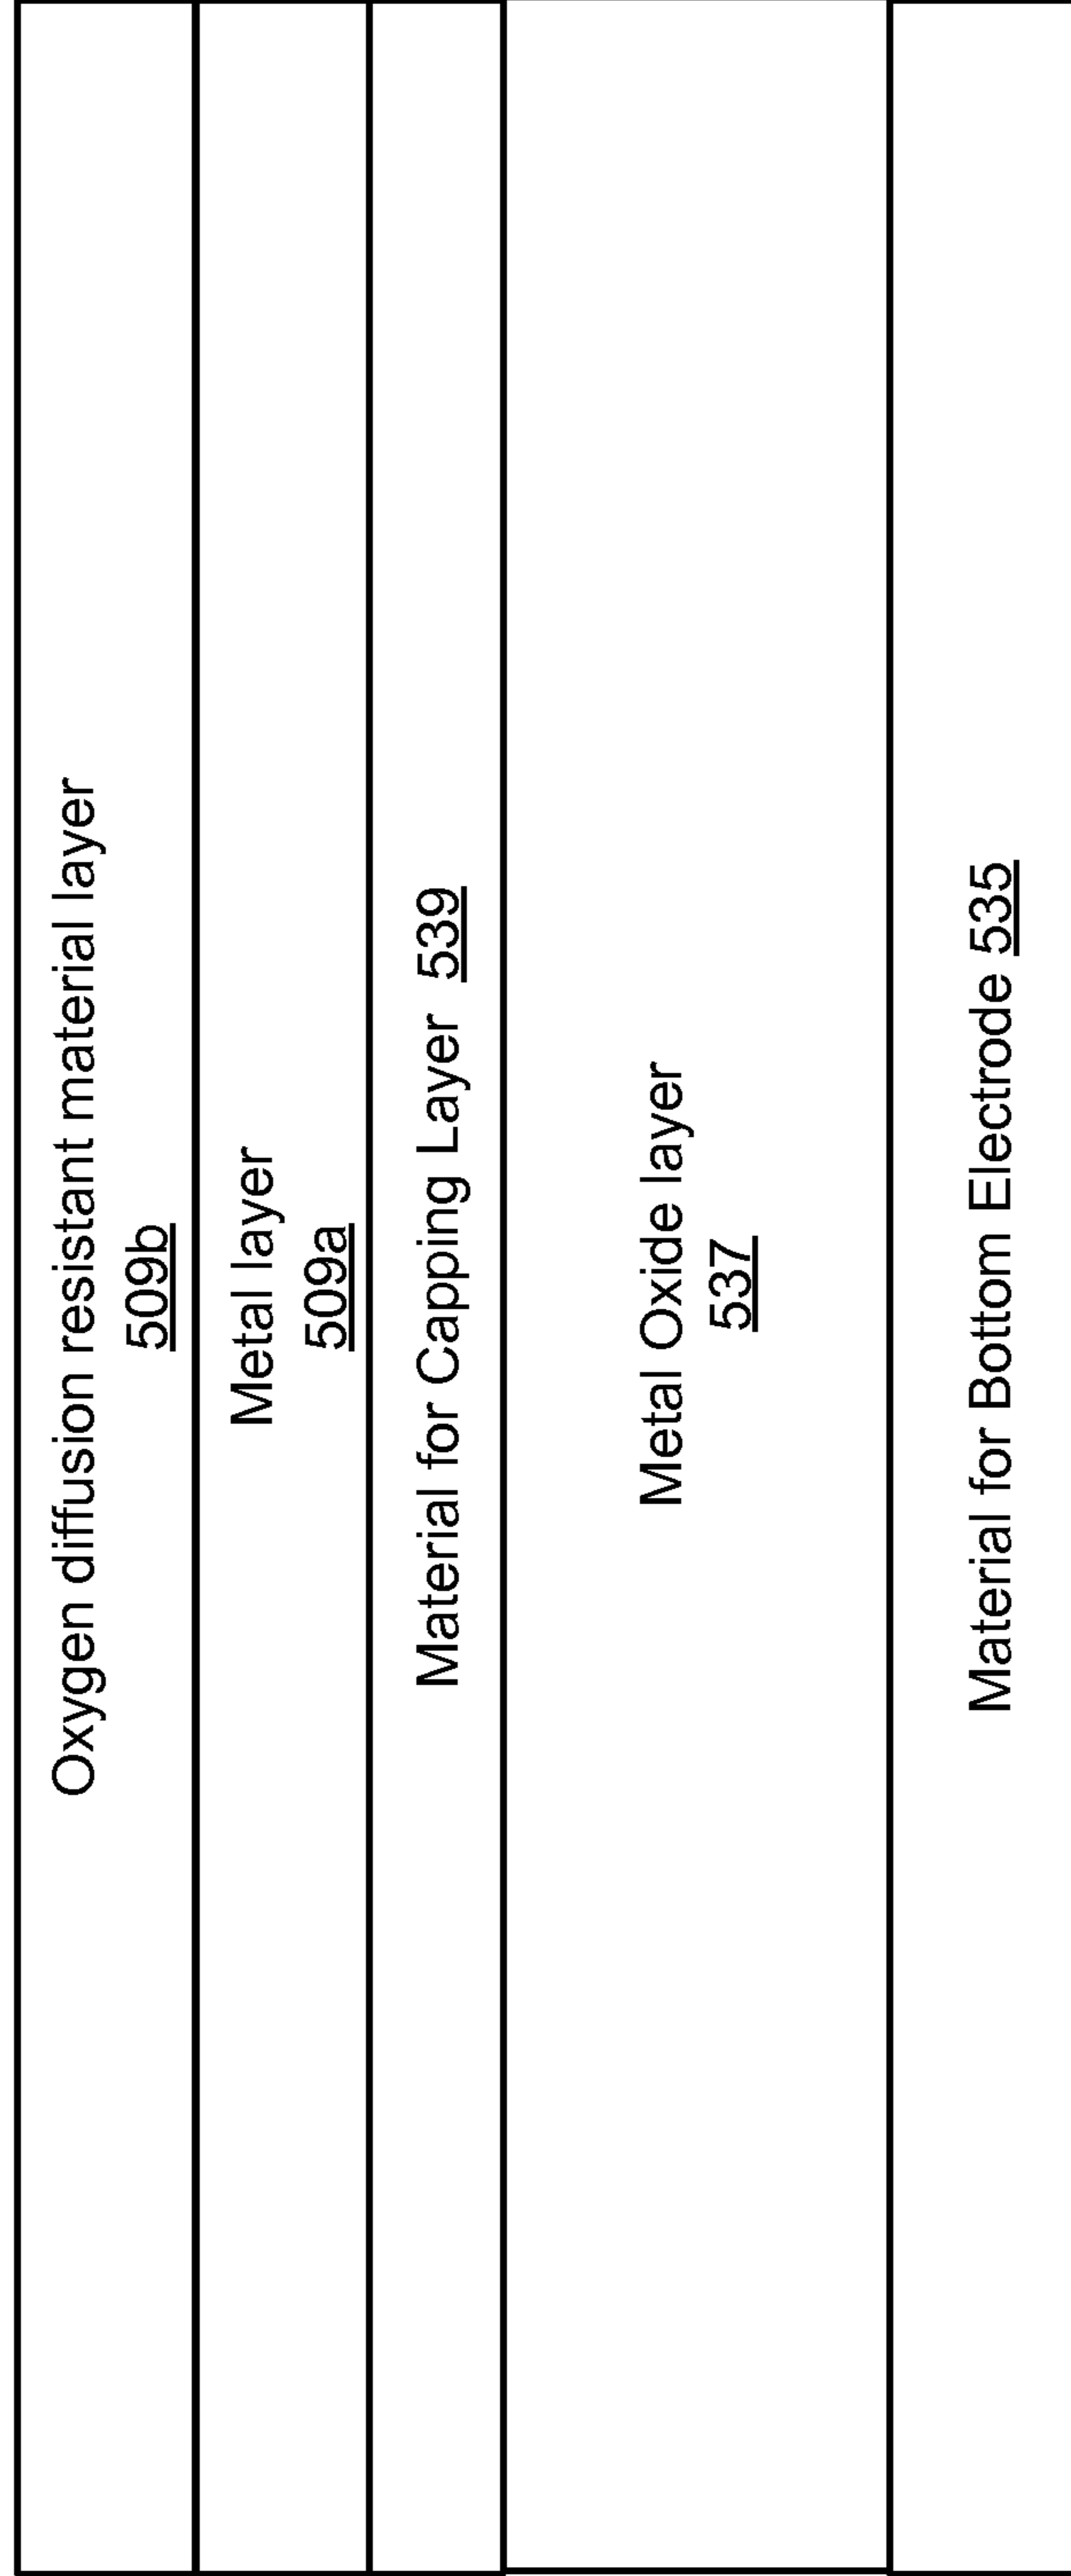 Oxygen diffusion resistant material layer
509b
Metal layer
509a
Material for Capping Layer 539
Metal Oxide layer
537
Material for Bottom Electrode 535